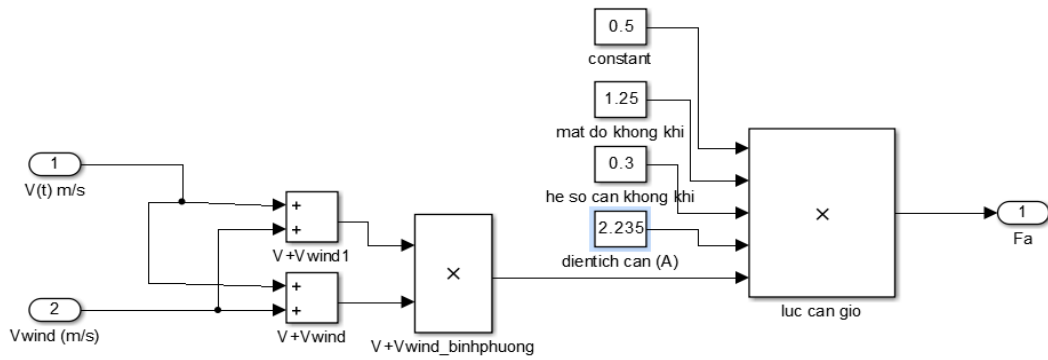 0.5
constant
1.25
mat do khong khi
0.3
he so can khong khi
2.235
dientich can (A)
1
V(t) m/s
2
Vwind (m/s)
+
+
V+Vwind1
+
+
V+Vwind
×
V+Vwind_binhphuong
×
luc can gio
1
Fa